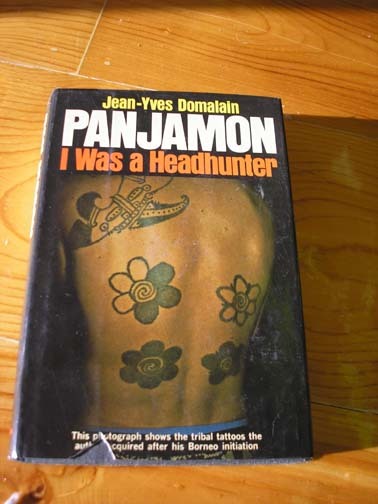 Jean-Yves Domalain
PANJAMON
I Was a Headhunter
This photograph shows the tribal tattoos the
acquired after his Borneo initiation